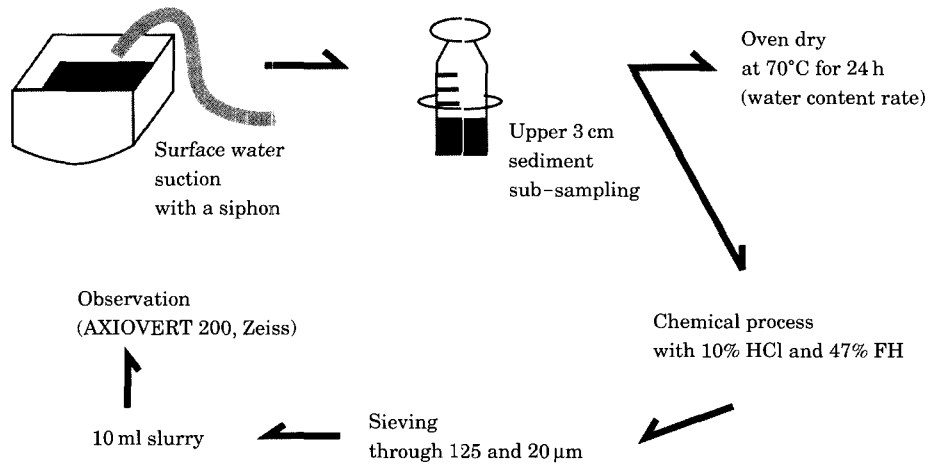 Surface water
suction
with a siphon
Upper 3 cm
sediment
sub-sampling
Oven dry
at 70°C for 24 h
(water content rate)
Chemical process
with 10% HCl and 47% FH
Sieving
through 125 and 20 µm
10 ml slurry
Observation
(AXIOVERT 200, Zeiss)